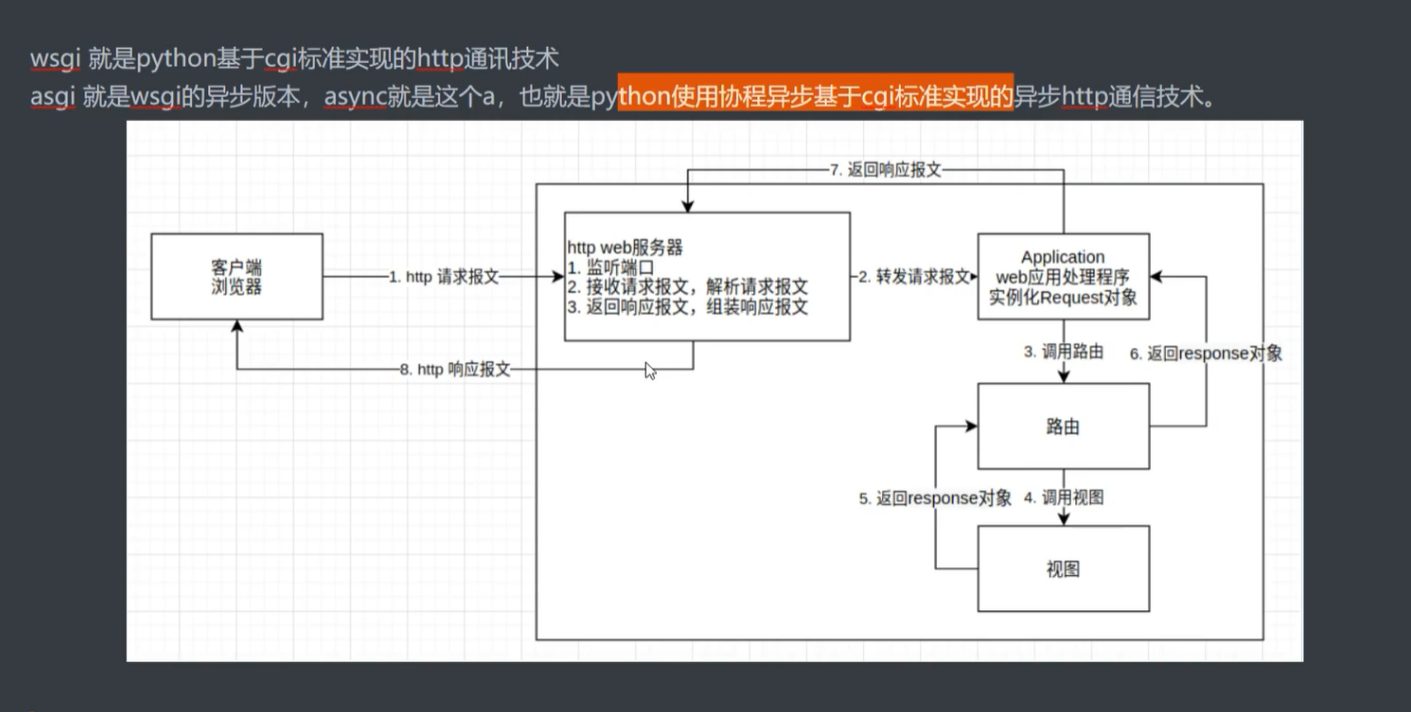 wsgi 就是python基于cgi标准实现的http通讯技术
asgi 就是wsgi的异步版本，async就是这个a，也就是python使用协程异步基于cgi标准实现的异步http通信技术。
7. 返回响应报文
客户端
浏览器
1. http 请求报文
http web服务器
1. 监听端口
2. 接收请求报文，解析请求报文
3. 返回响应报文，组装响应报文
2. 转发请求报文
Application
web应用处理程序
实例化Request对象
8. http 响应报文
3. 调用路由
6. 返回response对象
路由
5. 返回response对象
4. 调用视图
视图